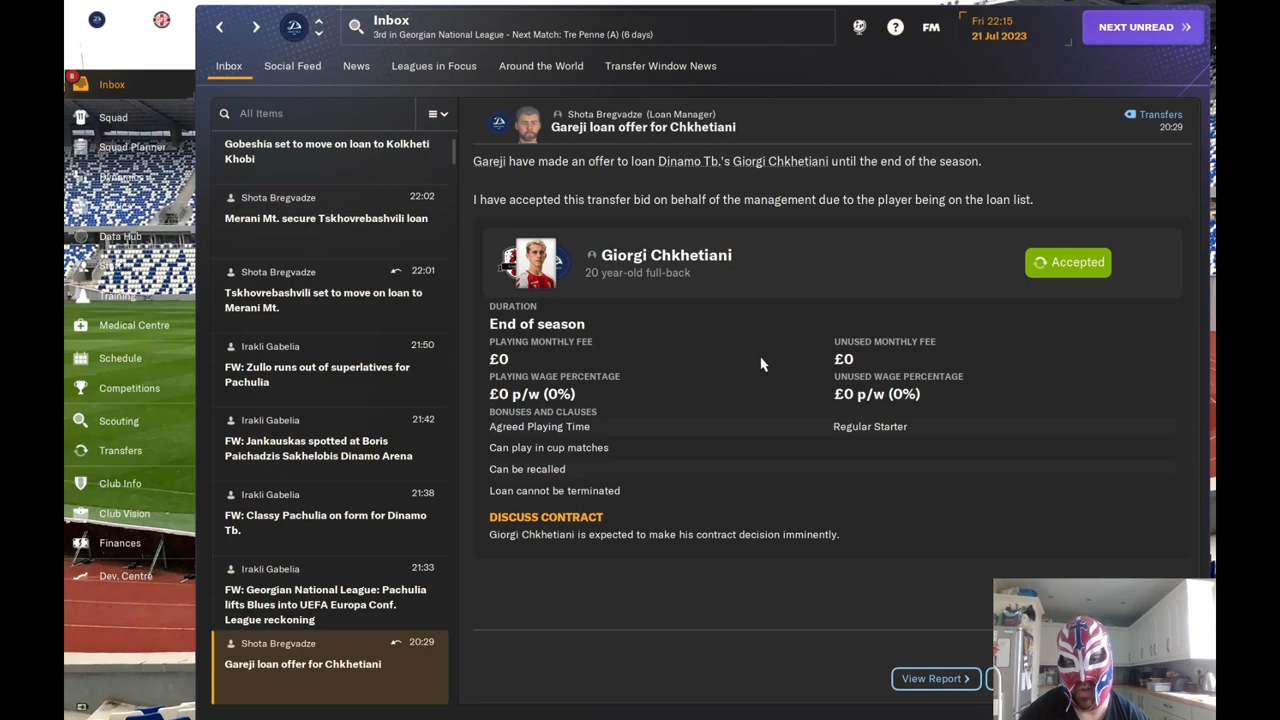 Inbox
3rd in Georgian National League - Next Match: Tre Penne (A) (6 days)
?
FM
Fri 22:15
21 Jul 2023
NEXT UNREAD
Inbox
Social Feed
News
Leagues in Focus
Around the World
Transfer Window News
8
Inbox
Squad
Squad Planner
Dynamics
Data Hub
Staff
Training
Medical Centre
Schedule
Competitions
Scouting
Transfers
Club Info
Club Vision
Finances
Dev. Centre
All Items
Gobeshia set to move on loan to Kolkheti
Khobi
Shota Bregvadze 22:02
Merani Mt. secure Tskhovrebashvili loan
Shota Bregvadze 22:01
Tskhovrebashvili set to move on loan to
Merani Mt.
Irakli Gabelia 21:50
FW: Zullo runs out of superlatives for
Pachulia
Irakli Gabelia 21:42
FW: Jankauskas spotted at Boris
Paichadzis Sakhelobis Dinamo Arena
Irakli Gabelia 21:38
FW: Classy Pachulia on form for Dinamo
Tb.
Irakli Gabelia 21:33
FW: Georgian National League: Pachulia
lifts Blues into UEFA Europa Conf.
League reckoning
Shota Bregvadze 20:29
Gareji loan offer for Chkhetiani
Shota Bregvadze (Loan Manager)
Gareji loan offer for Chkhetiani
Transfers
20:29
Gareji have made an offer to loan Dinamo Tb.'s Giorgi Chkhetiani until the end of the season.
I have accepted this transfer bid on behalf of the management due to the player being on the loan list.
Giorgi Chkhetiani
20 year-old full-back
Accepted
DURATION
End of season
PLAYING MONTHLY FEE UNUSED MONTHLY FEE
£0 £0
PLAYING WAGE PERCENTAGE UNUSED WAGE PERCENTAGE
£0 p/w (0%) £0 p/w (0%)
BONUSES AND CLAUSES
Agreed Playing Time Regular Starter
Can play in cup matches
Can be recalled
Loan cannot be terminated
DISCUSS CONTRACT
Giorgi Chkhetiani is expected to make his contract decision imminently.
View Report